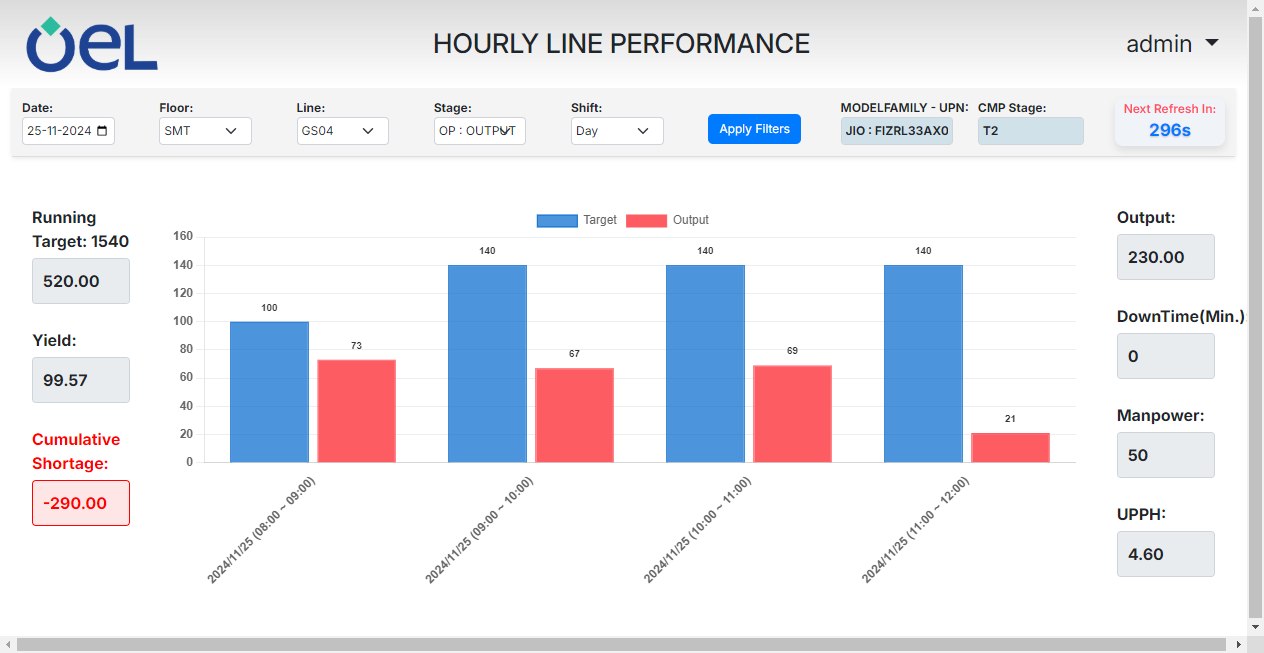 OEL
HOURLY LINE PERFORMANCE
admin
Date:
Floor:
Line:
Stage:
Shift:
MODELFAMILY - UPN:
CMP Stage:
Next Refresh In:
25-11-2024
SMT
GS04
OP : OUTPUT
Day
Apply Filters
JIO : FIZRL33AX0
T2
296s
Running
Target: 1540
520.00
Yield:
99.57
Cumulative
Shortage:
-290.00
Target
Output
160
140
120
100
80
60
40
20
0
100
73
140
67
140
69
140
21
2024/11/25 (08:00 ~ 09:00)
2024/11/25 (09:00 ~ 10:00)
2024/11/25 (10:00 ~ 11:00)
2024/11/25 (11:00 ~ 12:00)
Output:
230.00
DownTime(Min.):
0
Manpower:
50
UPPH:
4.60